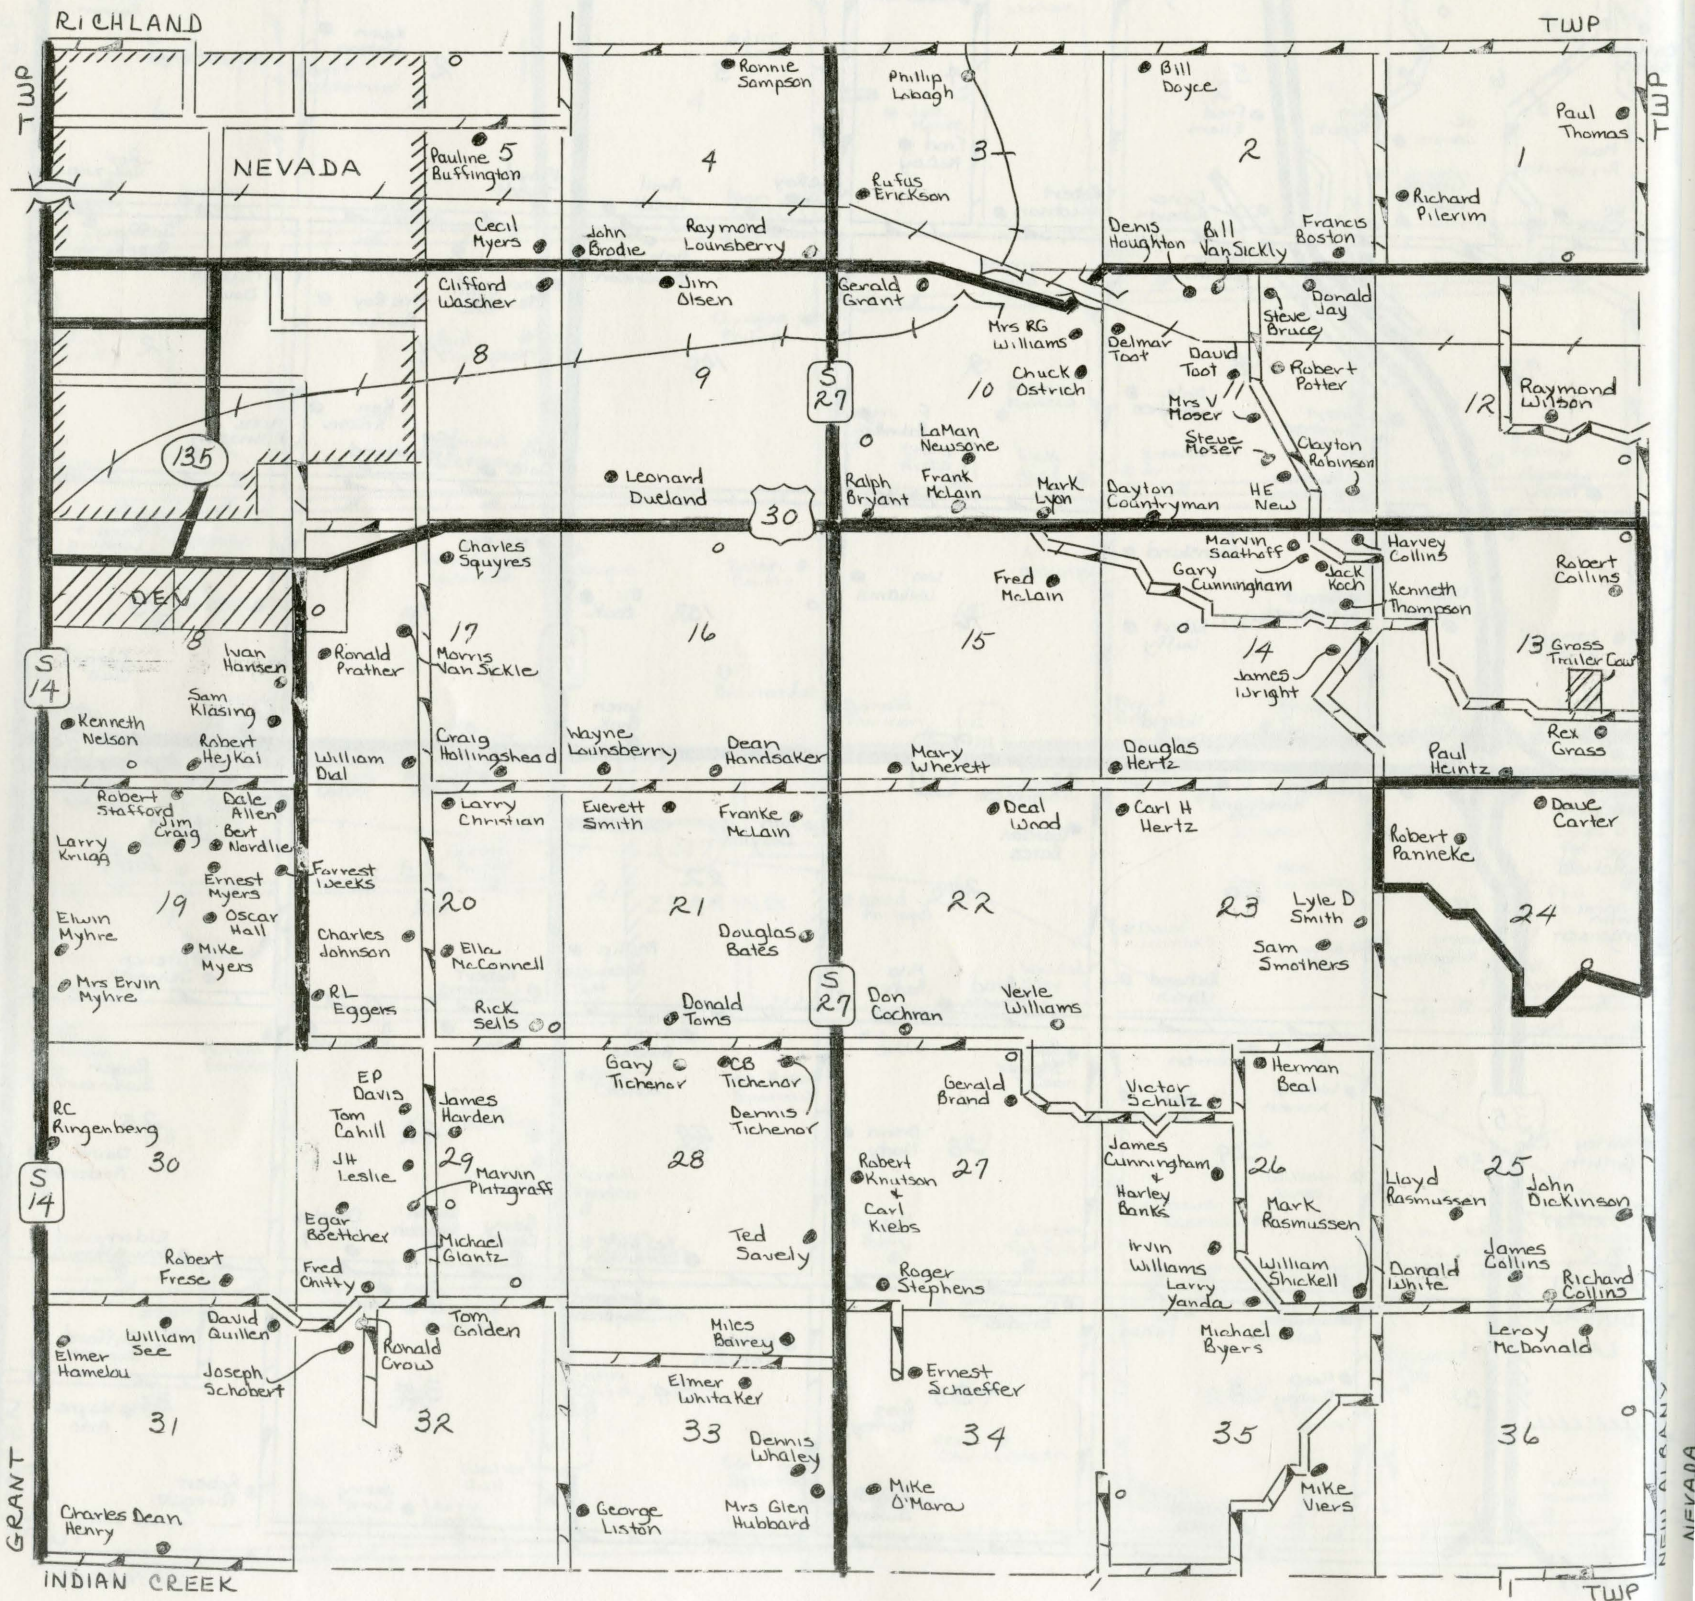 RICHLAND
TWP
TWP
TWP
Ronnie
Sampson
Phillip
Labagh
Bill
Doyce
Paul
Thomas
NEVADA
Pauline
Buffington
5
4
3
2
1
Rufus
Erickson
Richard
Pilerim
Cecil
Myers
John
Brodie
Raymond
Lounsberry
Denis
Houghton
Bill
VanSickly
Francis
Boston
Clifford
Wascher
Jim
Olsen
Gerald
Grant
Steve
Bruce
Donald
Jay
Mrs RG
Williams
Delmar
Toot
David
Toot
Robert
Potter
8
9
S
27
10
Chuck
Ostrich
11
12
Raymond
Wilson
Mrs V
Moser
Steve
Moser
Clayton
Robinson
135
LaMan
Newsone
Leonard
Dueland
Ralph
Bryant
Frank
McLain
Mark
Lyon
Dayton
Countryman
HE
New
30
Charles
Squyres
Marvin
Saathoff
Harvey
Collins
Gary
Cunningham
Jack
Koch
Robert
Collins
Fred
McLain
Kenneth
Thompson
DEV
18
17
16
15
14
13
Gross
Trailer Cour
Ivan
Hansen
Ronald
Prather
Morris
VanSickle
James
Wright
S
14
Sam
Klasing
Kenneth
Nelson
Robert
Hejkal
William
Dial
Craig
Hollingshead
Wayne
Lounsberry
Dean
Handsaker
Mary
Wherett
Douglas
Hertz
Paul
Heintz
Rex
Grass
Robert
Stafford
Dale
Allen
Jim
Craig
Bert
Nordlie
Larry
Krugg
Ernest
Myers
Forrest
Weeks
Larry
Christian
Everett
Smith
Franke
McLain
Deal
Wood
Carl H
Hertz
Robert
Panneke
Dave
Carter
19
20
21
22
23
24
Elwin
Myhre
Oscar
Hall
Mike
Myers
Mrs Ervin
Myhre
Charles
Johnson
RL
Eggers
Ella
McConnell
Rick
Sells
Douglas
Bates
Donald
Toms
S
27
Don
Cochran
Verle
Williams
Lyle D
Smith
Sam
Smothers
RC
Ringenberg
30
S
14
EP
Davis
Tom
Cahill
JH
Leslie
James
Harden
29
Marvin
Pintzgraff
Egar
Boettcher
Michael
Glantz
Gary
Tichenor
CB
Tichenor
Dennis
Tichenor
28
Ted
Savely
Gerald
Brand
Robert
Knutson
&
Carl
Kiebs
27
Roger
Stephens
Victor
Schulz
Herman
Beal
James
Cunningham
&
Harley
Banks
26
Mark
Rasmussen
Irvin
Williams
Larry
Yanda
William
Shickell
Lloyd
Rasmussen
25
John
Dickinson
Donald
White
James
Collins
Richard
Collins
Robert
Frese
Fred
Chitty
Elmer
Hamelau
William
See
David
Quillen
Joseph
Schobert
Ronald
Crow
Tom
Golden
Miles
Bairey
Elmer
Whitaker
Ernest
Schaeffer
Michael
Byers
Leroy
McDonald
31
32
33
34
35
36
Dennis
Whaley
Charles Dean
Henry
George
Liston
Mrs Glen
Hubbard
Mike
O'Mara
Mike
Viers
GRANT
INDIAN CREEK
TWP
NEW ALBANY
NEVADA